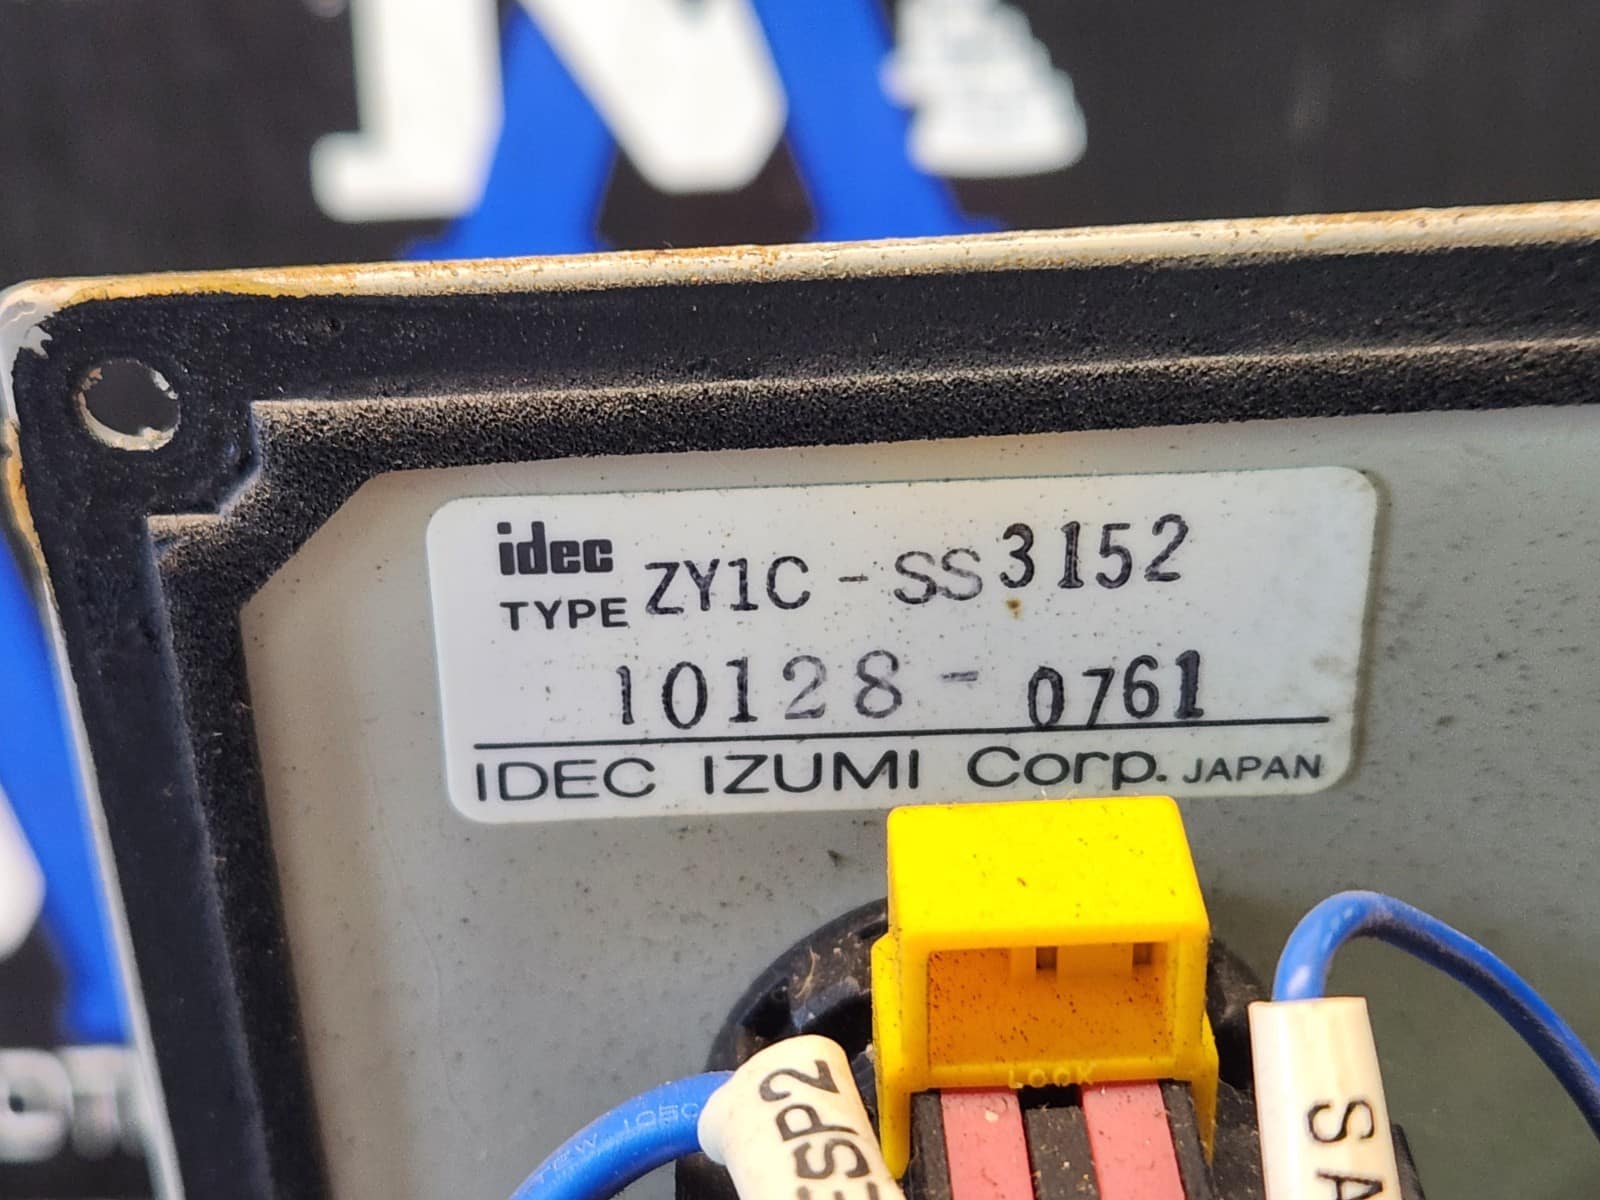 idec
TYPE ZY1C-SS3152
10128-0761
IDEC IZUMI Corp. JAPAN
LOCK
ESP2
SA